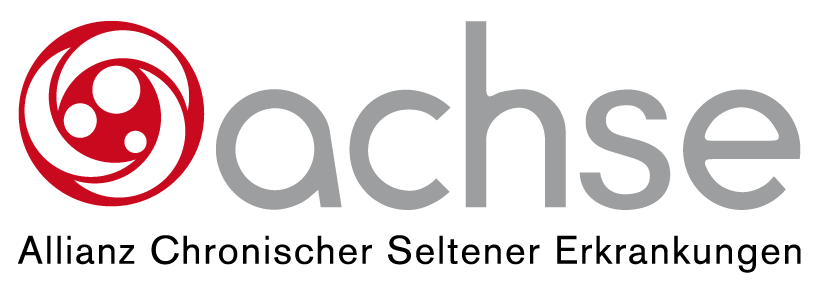 achse
Allianz Chronischer Seltener Erkrankungen